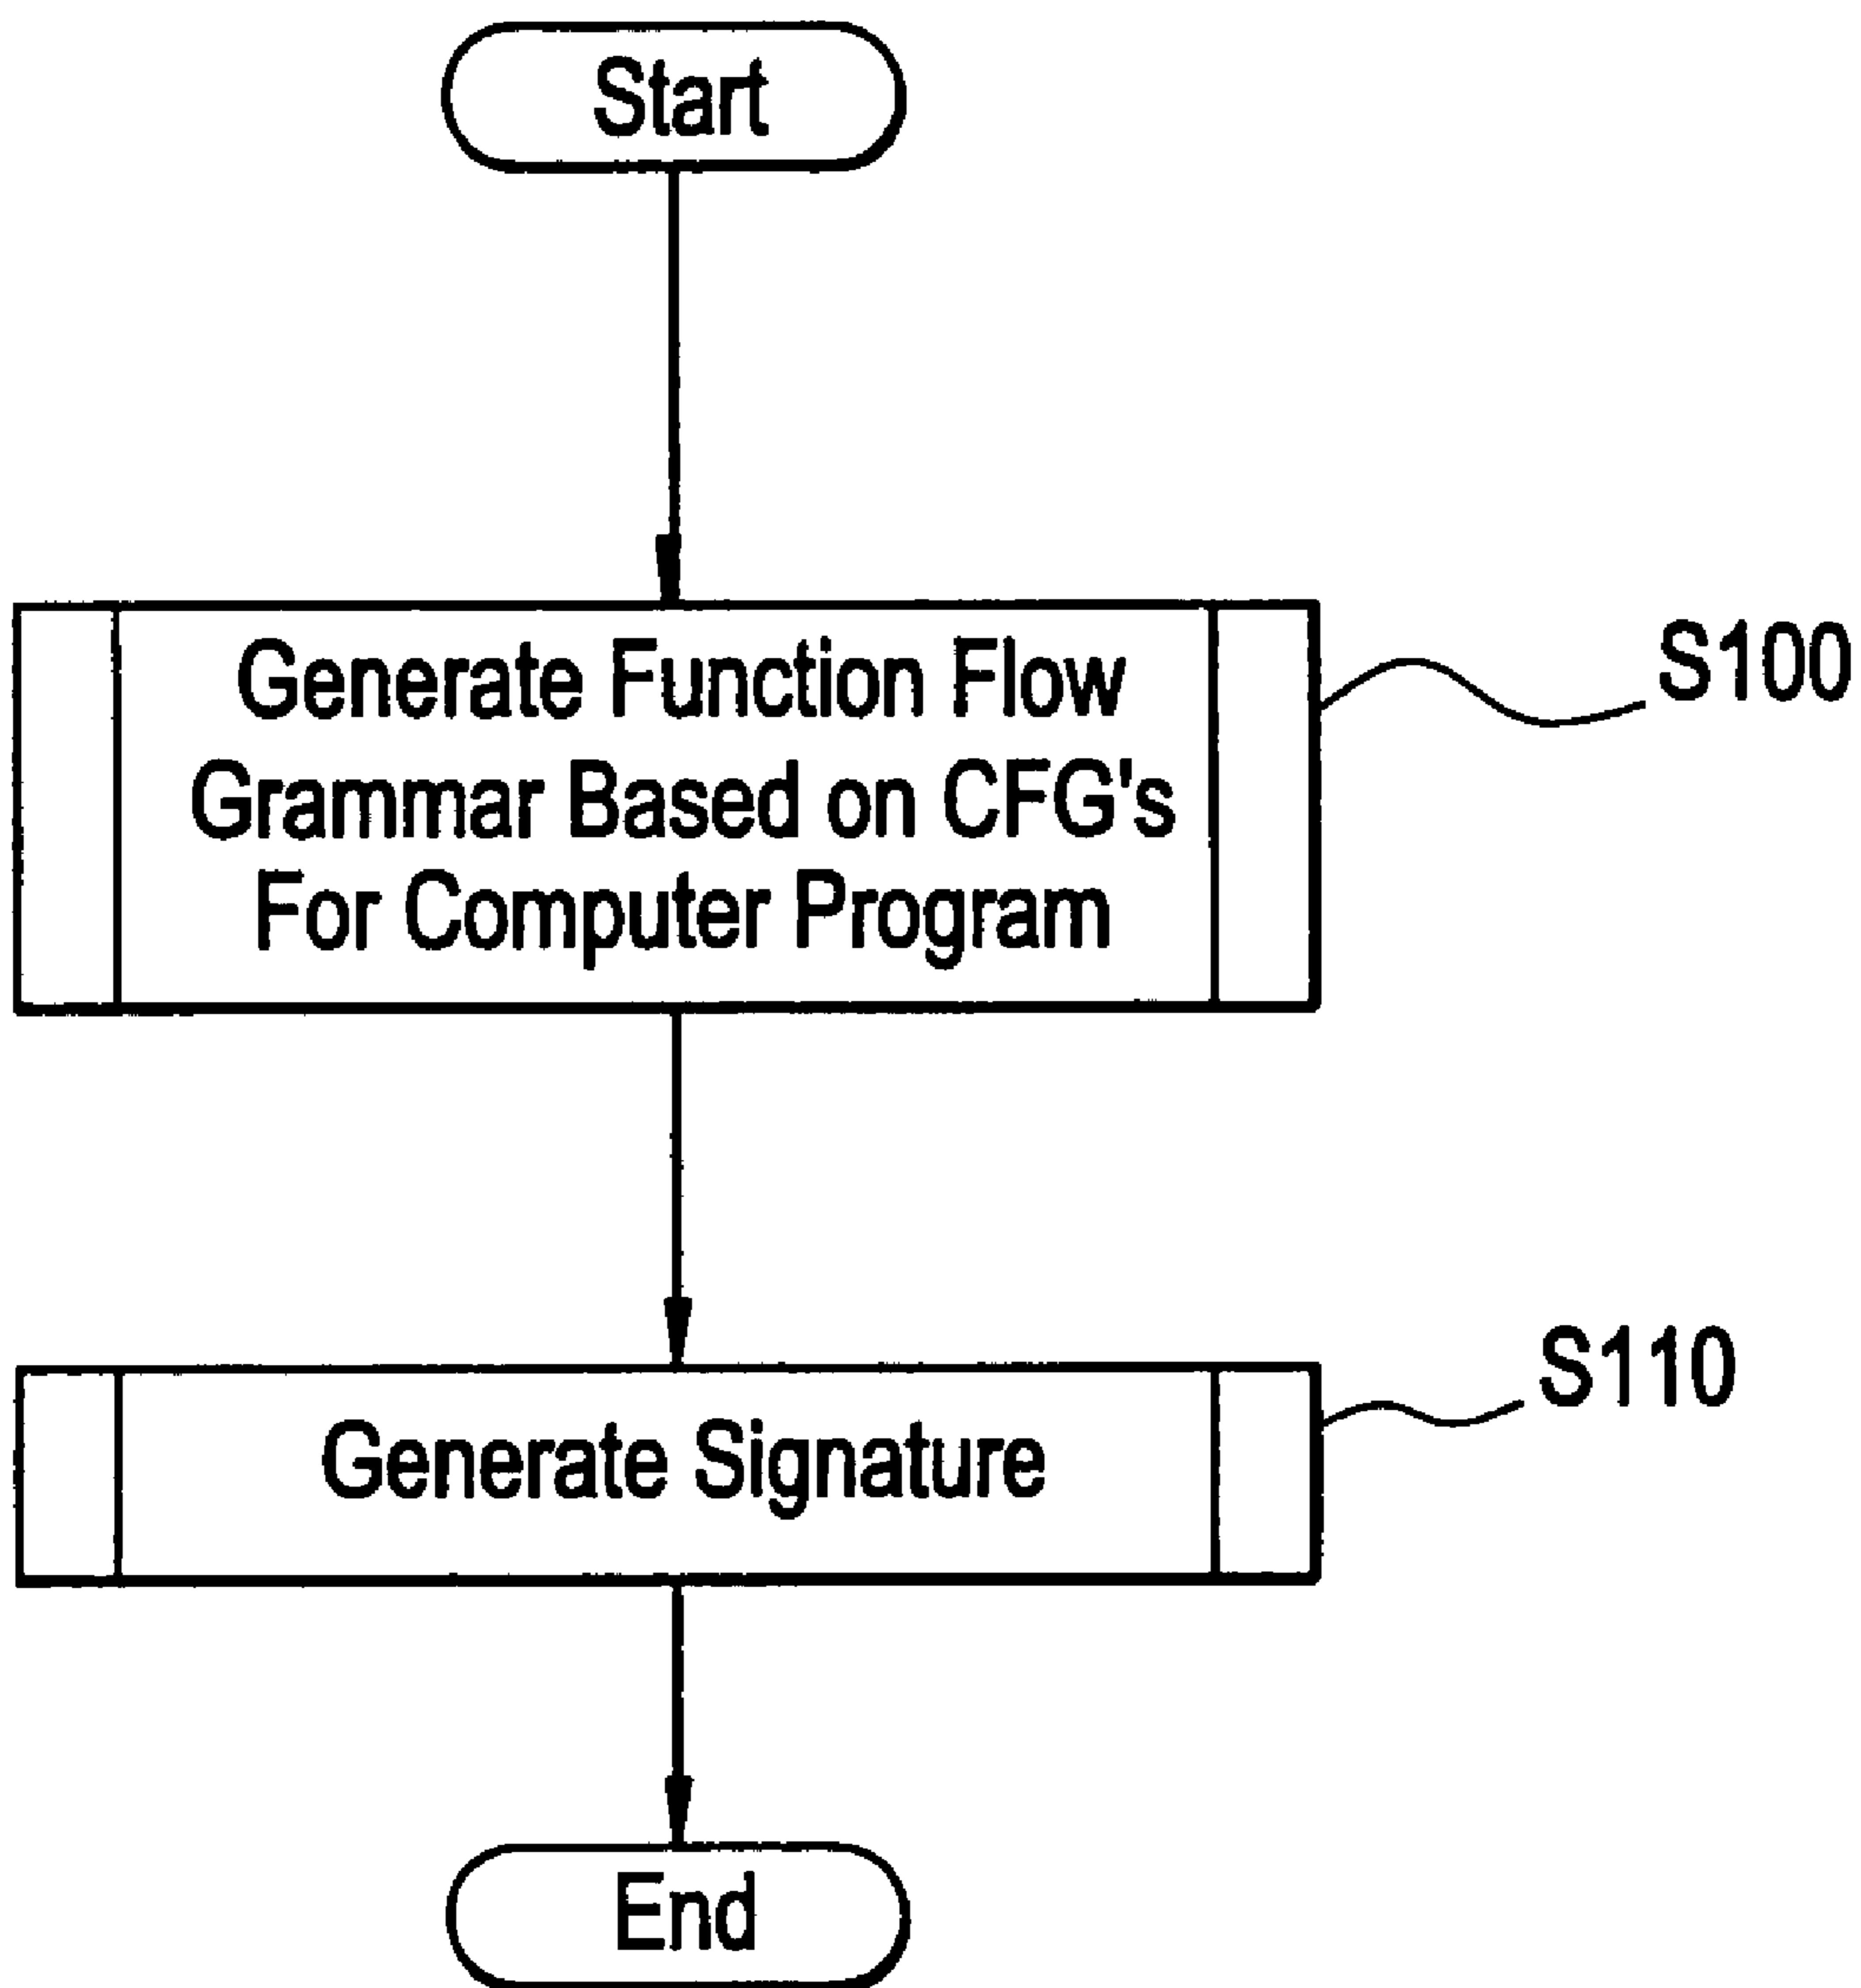 Start
Generate Function Flow
S100
Grammar Based on CFG's
For Computer Program
S110
Generate Signature
End